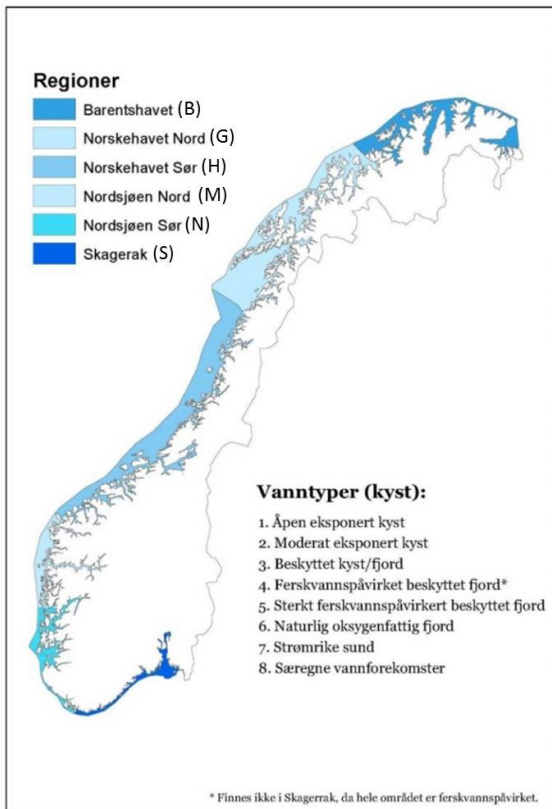 Regioner
Barentshavet (B)
Norskehavet Nord (G)
Norskehavet Sør (H)
Nordsjøen Nord (M)
Nordsjøen Sør (N)
Skagerak (S)
Vanntyper (kyst):
1. Åpen eksponert kyst
2. Moderat eksponert kyst
3. Beskyttet kyst/fjord
4. Ferskvannspåvirket beskyttet fjord*
5. Sterkt ferskvannspåvirkert beskyttet fjord
6. Naturlig oksygenfattig fjord
7. Strømrike sund
8. Særegne vannforekomster
* Finnes ikke i Skagerrak, da hele området er ferskvannspåvirket.